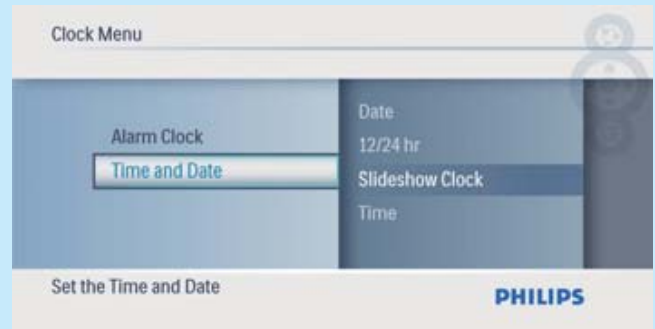 Clock Menu
Alarm Clock
Time and Date
Date
12/24 hr
Slideshow Clock
Time
Set the Time and Date
PHILIPS